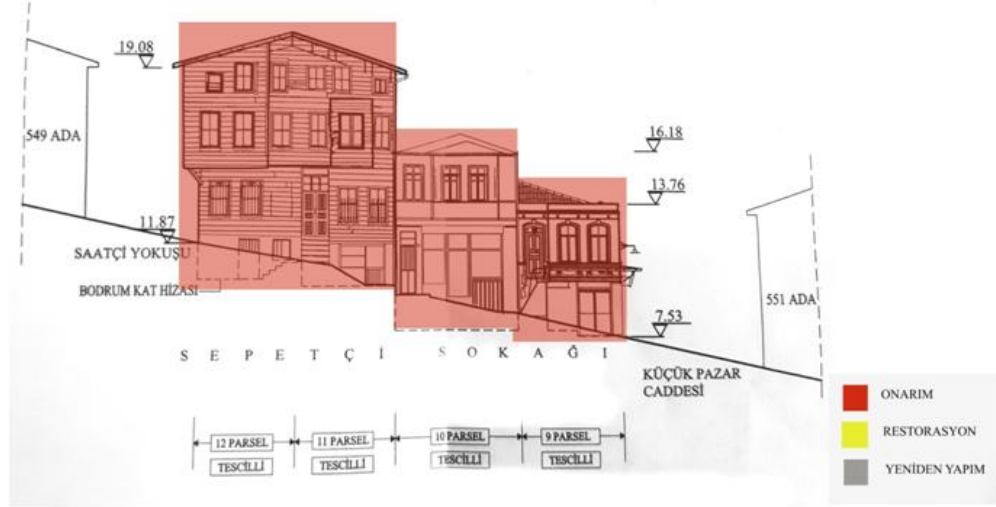 19.08
549 ADA
16.18
13.76
11.87
SAATÇİ YOKUŞU
BODRUM KAT HİZASI
551 ADA
7.53
S E P E T Ç İ S O K A Ğ I
KÜÇÜK PAZAR
CADDESİ
12 PARSEL
11 PARSEL
10 PARSEL
9 PARSEL
TESCİLLİ
TESCİLLİ
TESCİLLİ
TESCİLLİ
ONARIM
RESTORASYON
YENİDEN YAPIM